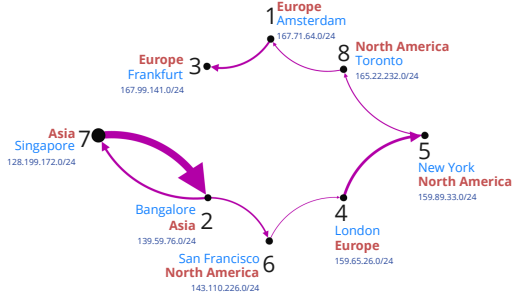 1
Europe
Amsterdam
167.71.64.0/24
8
North America
Toronto
165.22.232.0/24
Europe
Frankfurt
3
167.99.141.0/24
Asia
Singapore
7
128.199.172.0/24
5
New York
North America
159.89.33.0/24
Bangalore
Asia
2
139.59.76.0/24
4
London
Europe
159.65.26.0/24
San Francisco
North America
6
143.110.226.0/24